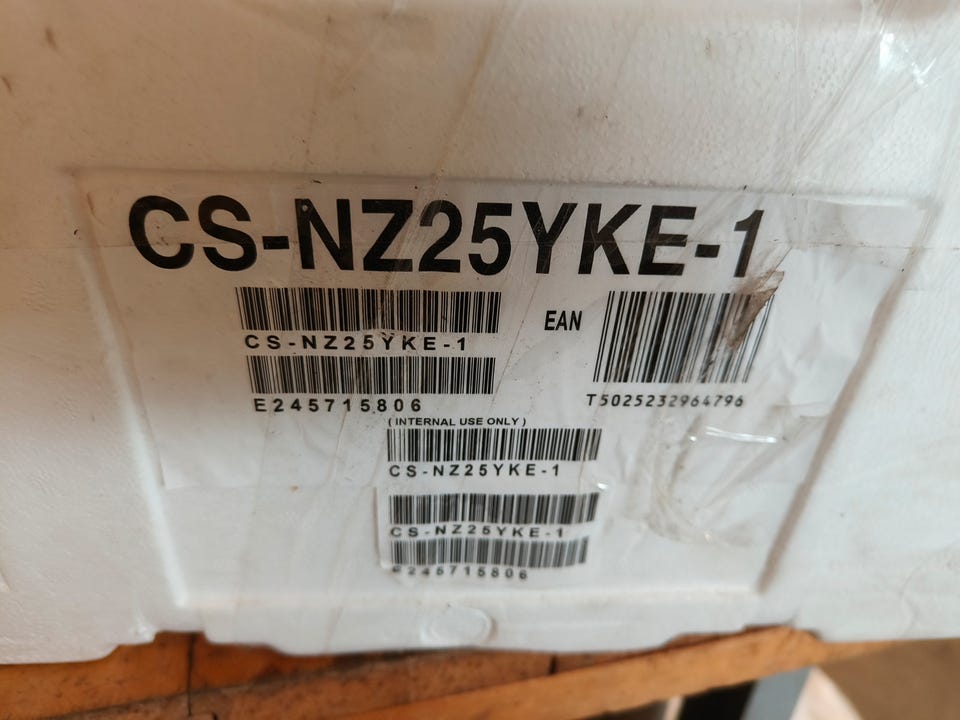 CS-NZ25YKE-1
CS-NZ25YKE-1
E245715806
EAN
T5025232964796
(INTERNAL USE ONLY)
CS-NZ25YKE-1
CS-NZ25YKE-1
E245715806